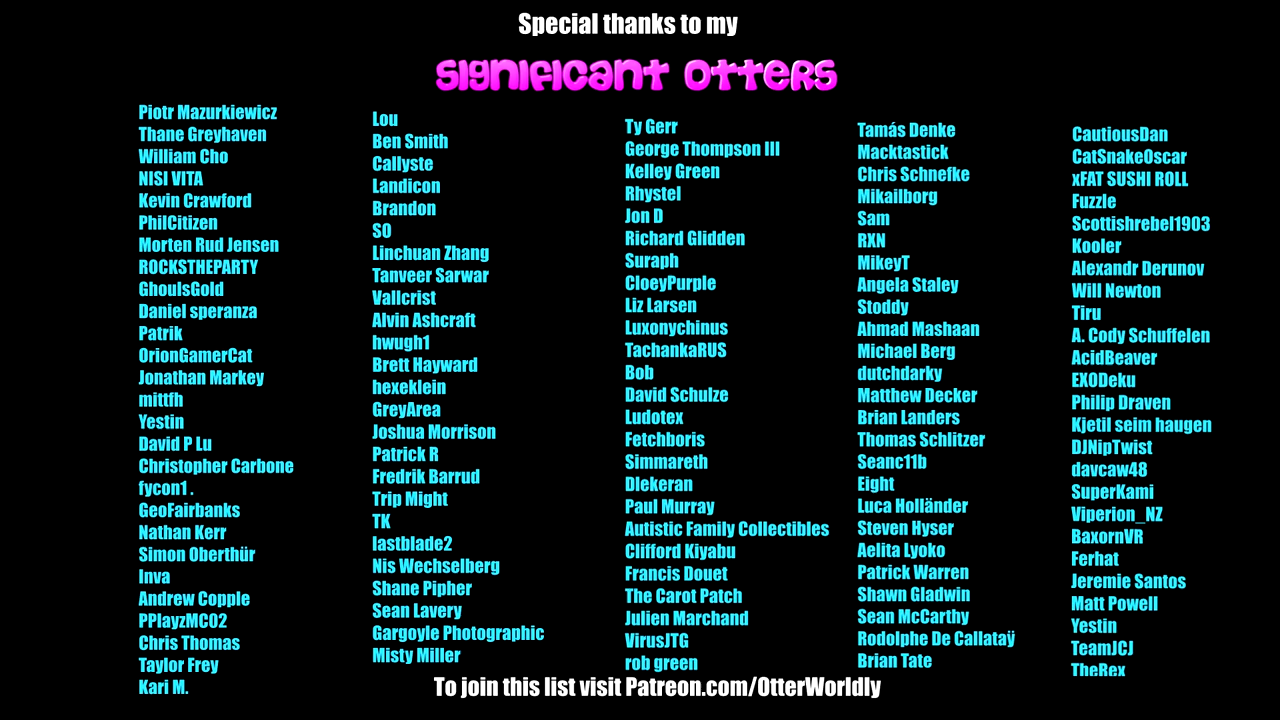 Special thanks to my
SIGNIFICANT OTTERS
Piotr Mazurkiewicz
Thane Greyhaven
William Cho
NISI VITA
Kevin Crawford
PhilCitizen
Morten Rud Jensen
ROCKSTHEPARTY
GhoulsGold
Daniel speranza
Patrik
OrionGamerCat
Jonathan Markey
mittfh
Yestin
David P Lu
Christopher Carbone
fycon1 .
GeoFairbanks
Nathan Kerr
Simon Oberthür
Inva
Andrew Copple
PPlayzMCO2
Chris Thomas
Taylor Frey
Kari M.
Lou
Ben Smith
Callyste
Landicon
Brandon
SO
Linchuan Zhang
Tanveer Sarwar
Vallcrist
Alvin Ashcraft
hwugh1
Brett Hayward
hexeklein
GreyArea
Joshua Morrison
Patrick R
Fredrik Barrud
Trip Might
TK
lastblade2
Nis Wechselberg
Shane Pipher
Sean Lavery
Gargoyle Photographic
Misty Miller
Ty Gerr
George Thompson III
Kelley Green
Rhystel
Jon D
Richard Glidden
Suraph
CloeyPurple
Liz Larsen
Luxonychinus
TachankaRUS
Bob
David Schulze
Ludotex
Fetchboris
Simmareth
Dlekeran
Paul Murray
Autistic Family Collectibles
Clifford Kiyabu
Francis Douet
The Carot Patch
Julien Marchand
VirusJTG
rob green
Tamás Denke
Macktastick
Chris Schnefke
Mikailborg
Sam
RXN
MikeyT
Angela Staley
Stoddy
Ahmad Mashaan
Michael Berg
dutchdarky
Matthew Decker
Brian Landers
Thomas Schlitzer
Seanc11b
Eight
Luca Holländer
Steven Hyser
Aelita Lyoko
Patrick Warren
Shawn Gladwin
Sean McCarthy
Rodolphe De Callataÿ
Brian Tate
CautiousDan
CatSnakeOscar
xFAT SUSHI ROLL
Fuzzle
Scottishrebel1903
Kooler
Alexandr Derunov
Will Newton
Tiru
A. Cody Schuffelen
AcidBeaver
EXODeku
Philip Draven
Kjetil seim haugen
DJNipTwist
davcaw48
SuperKami
Viperion_NZ
BaxornVR
Ferhat
Jeremie Santos
Matt Powell
Yestin
TeamJCJ
TheRex
To join this list visit Patreon.com/OtterWorldly